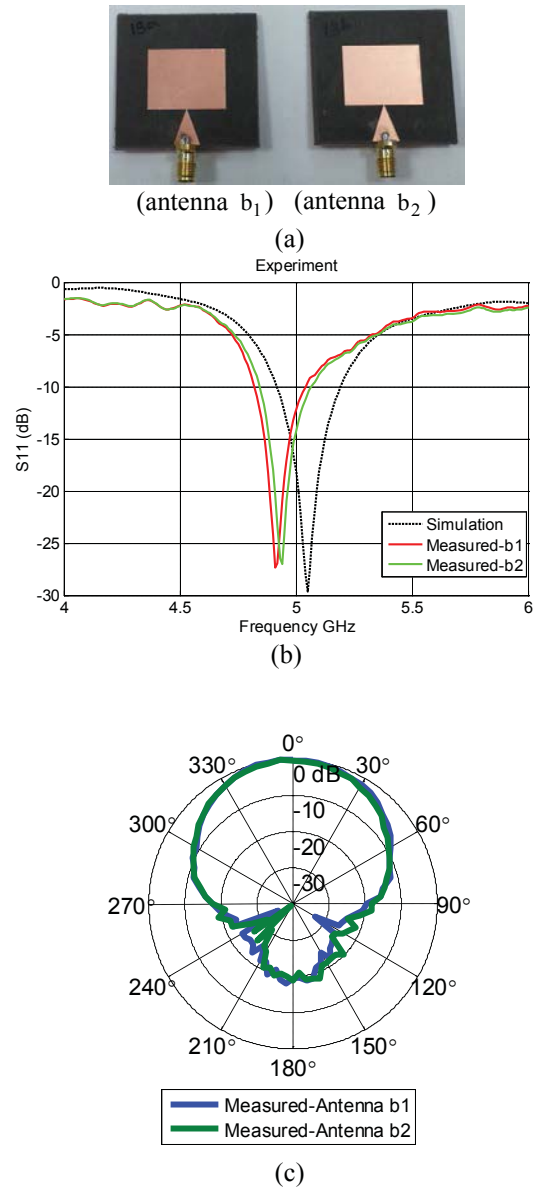 (antenna b1) (antenna b2)
(a)
Experiment
0
-5
-10
-15
-20
-25
-30
S11 (dB)
4 4.5 5 5.5 6
Frequency GHz
Simulation
Measured-b1
Measured-b2
(b)
0°
330° 0 dB 30°
-10
300° 60°
-20
-30
270° 90°
240° 120°
210° 150°
180°
Measured-Antenna b1
Measured-Antenna b2
(c)